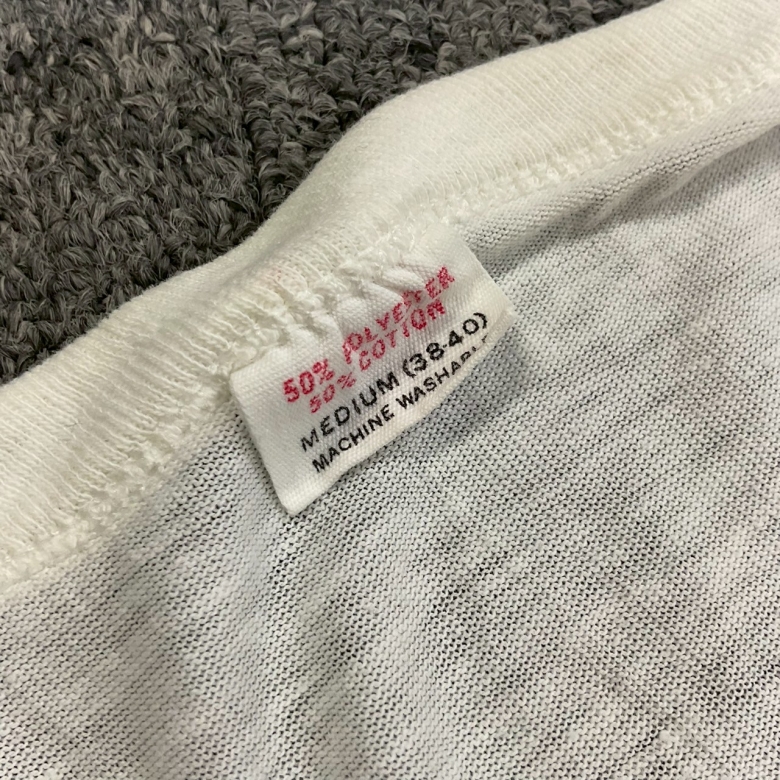 50% POLYESTER
50% COTTON
MEDIUM (38-40)
MACHINE WASHABLE